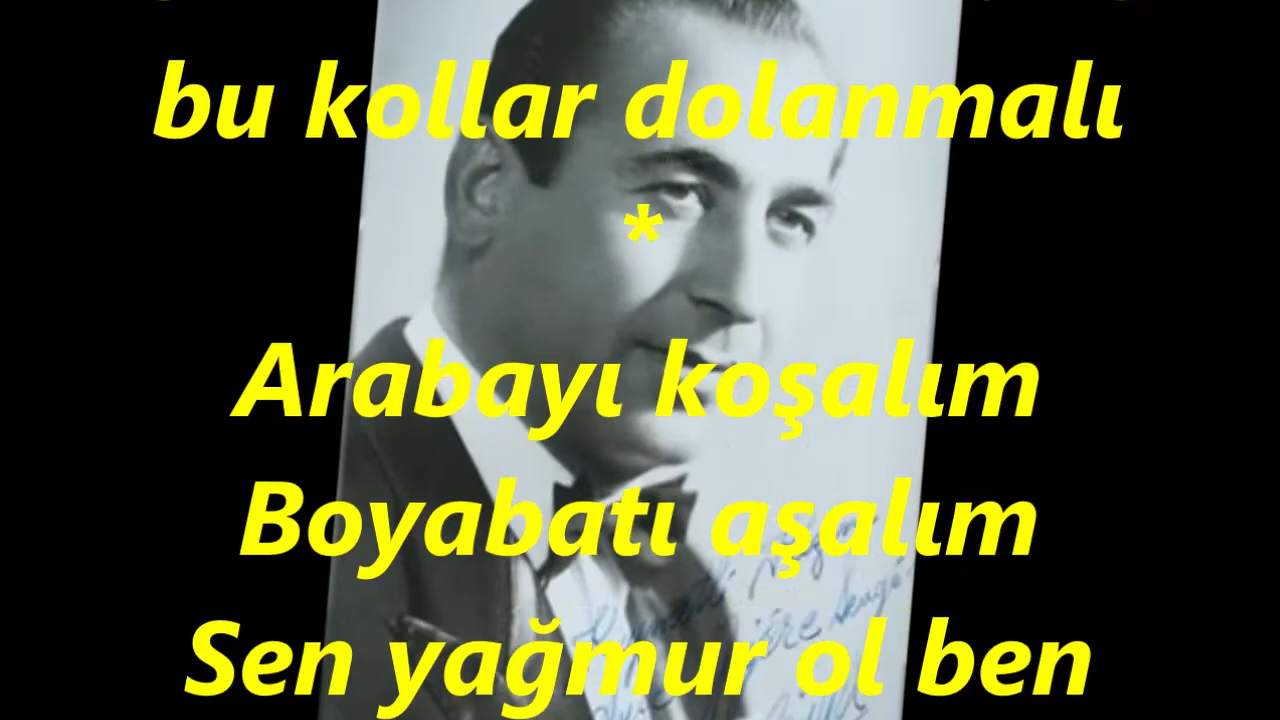 bu kollar dolanmalı
*
Arabayı koşalım
Boyabatı aşalım
Sen yağmur ol ben